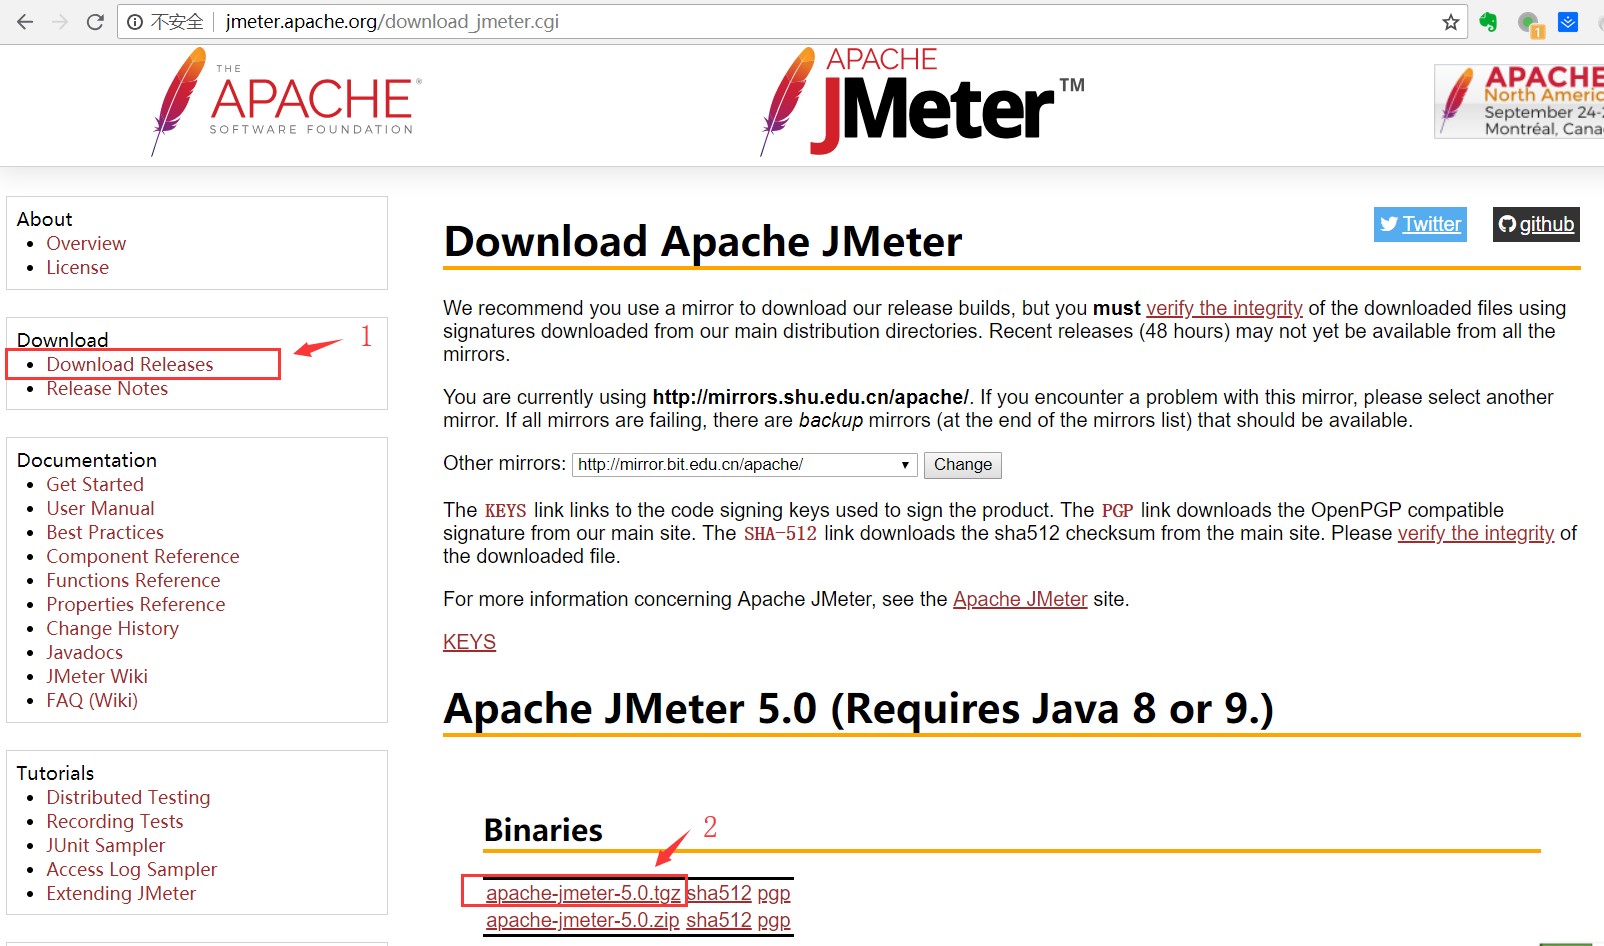 不安全 jmeter.apache.org/download_jmeter.cgi
1
THE
APACHE®
SOFTWARE FOUNDATION
APACHE
JMeter™
APACHE
North America
September 24-
Montréal, Cana
About
Overview
License
Download
Download Releases
1
Release Notes
Documentation
Get Started
User Manual
Best Practices
Component Reference
Functions Reference
Properties Reference
Change History
Javadocs
JMeter Wiki
FAQ (Wiki)
Tutorials
Distributed Testing
Recording Tests
JUnit Sampler
Access Log Sampler
Extending JMeter
Twitter
github
Download Apache JMeter
We recommend you use a mirror to download our release builds, but you must verify the integrity of the downloaded files using
signatures downloaded from our main distribution directories. Recent releases (48 hours) may not yet be available from all the
mirrors.
You are currently using http://mirrors.shu.edu.cn/apache/. If you encounter a problem with this mirror, please select another
mirror. If all mirrors are failing, there are backup mirrors (at the end of the mirrors list) that should be available.
Other mirrors: http://mirror.bit.edu.cn/apache/ Change
The KEYS link links to the code signing keys used to sign the product. The PGP link downloads the OpenPGP compatible
signature from our main site. The SHA-512 link downloads the sha512 checksum from the main site. Please verify the integrity of
the downloaded file.
For more information concerning Apache JMeter, see the Apache JMeter site.
KEYS
Apache JMeter 5.0 (Requires Java 8 or 9.)
Binaries
2
apache-jmeter-5.0.tgz sha512 pgp
apache-jmeter-5.0.zip sha512 pgp